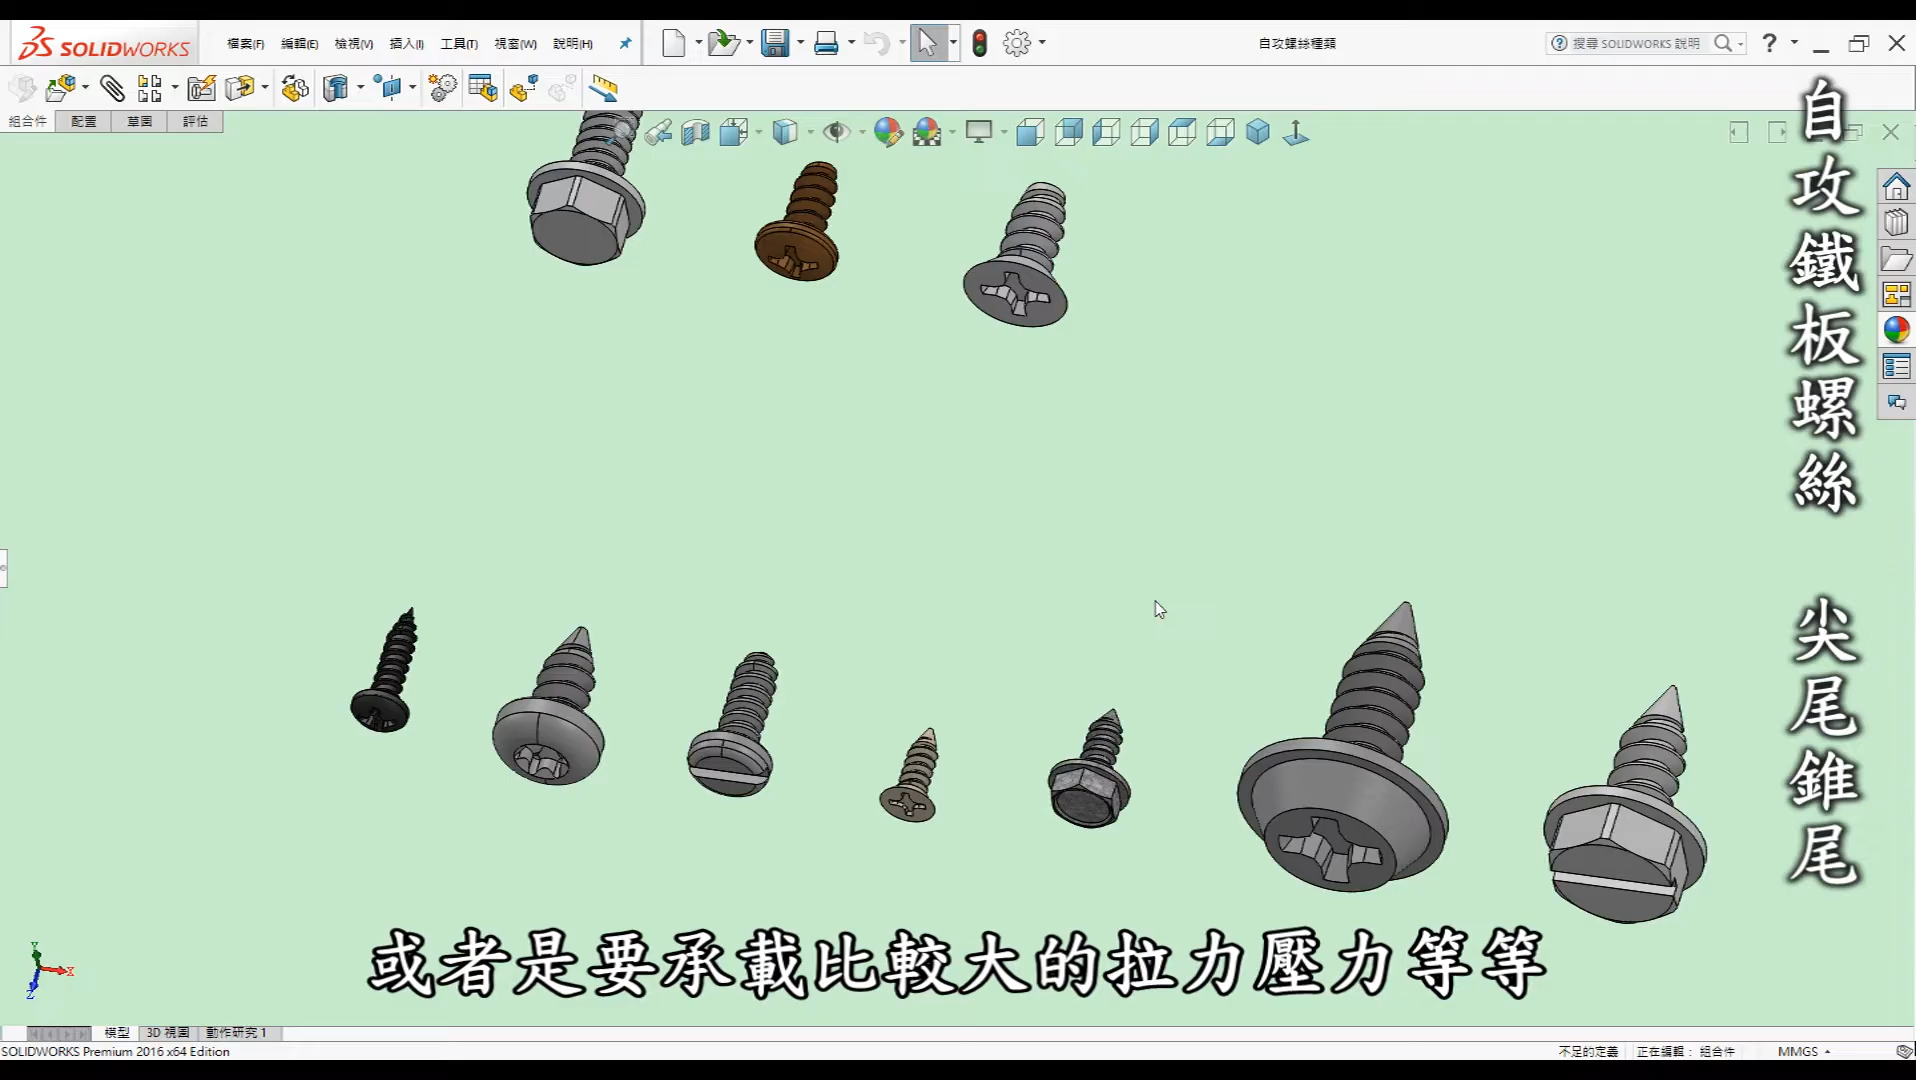 SOLIDWORKS
檔案(F) 編輯(E) 檢視(V) 插入(I) 工具(T) 視窗(W) 說明(H)
自攻螺絲種類
搜尋 SOLIDWORKS 說明
組合件 配置 草圖 評估
自攻鐵板螺絲 尖尾錐尾
或者是要承載比較大的拉力壓力等等
Y
X
Z
模型 3D 視圖 動作研究 1
SOLIDWORKS Premium 2016 x64 Edition
不足的定義 正在編輯： 組合件 MMGS